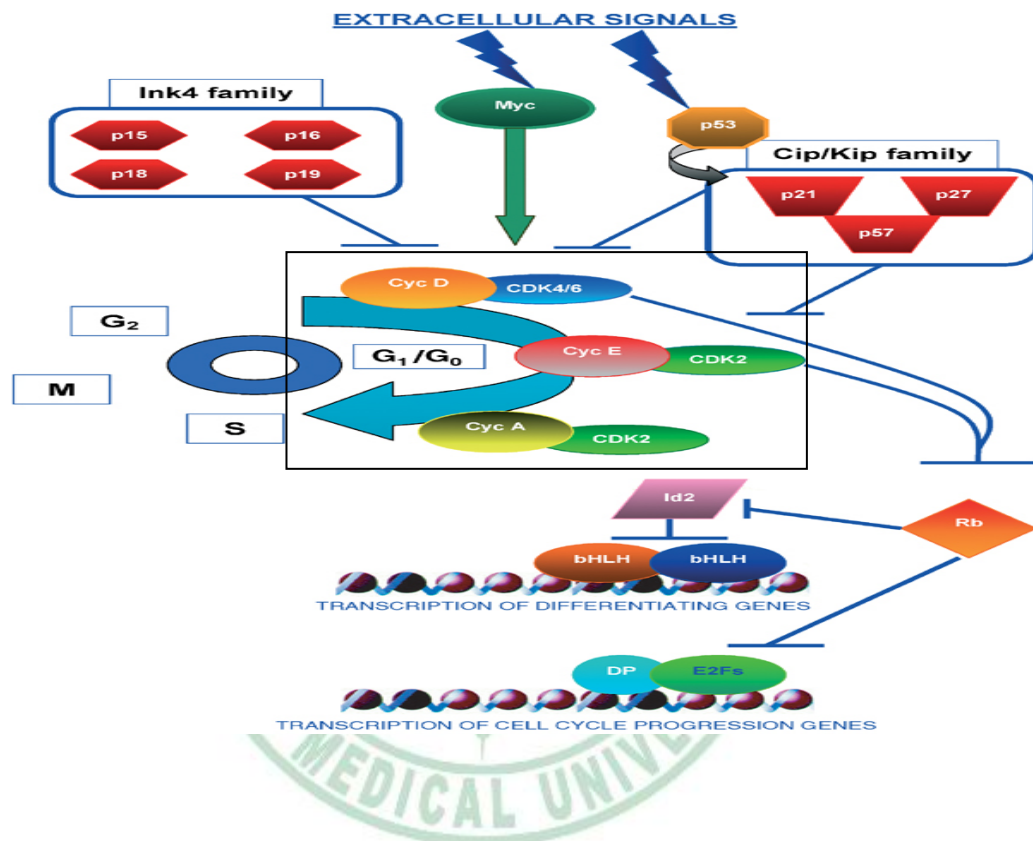 EXTRACELLULAR SIGNALS
Ink4 family
p15
p16
p18
p19
Myc
p53
Cip/Kip family
p21
p27
p57
Cyc D
CDK4/6
G₂
G₁/G₀
Cyc E
CDK2
M
S
Cyc A
CDK2
Id2
Rb
bHLH
bHLH
TRANSCRIPTION OF DIFFERENTIATING GENES
DP
E2Fs
TRANSCRIPTION OF CELL CYCLE PROGRESSION GENES
MEDICAL